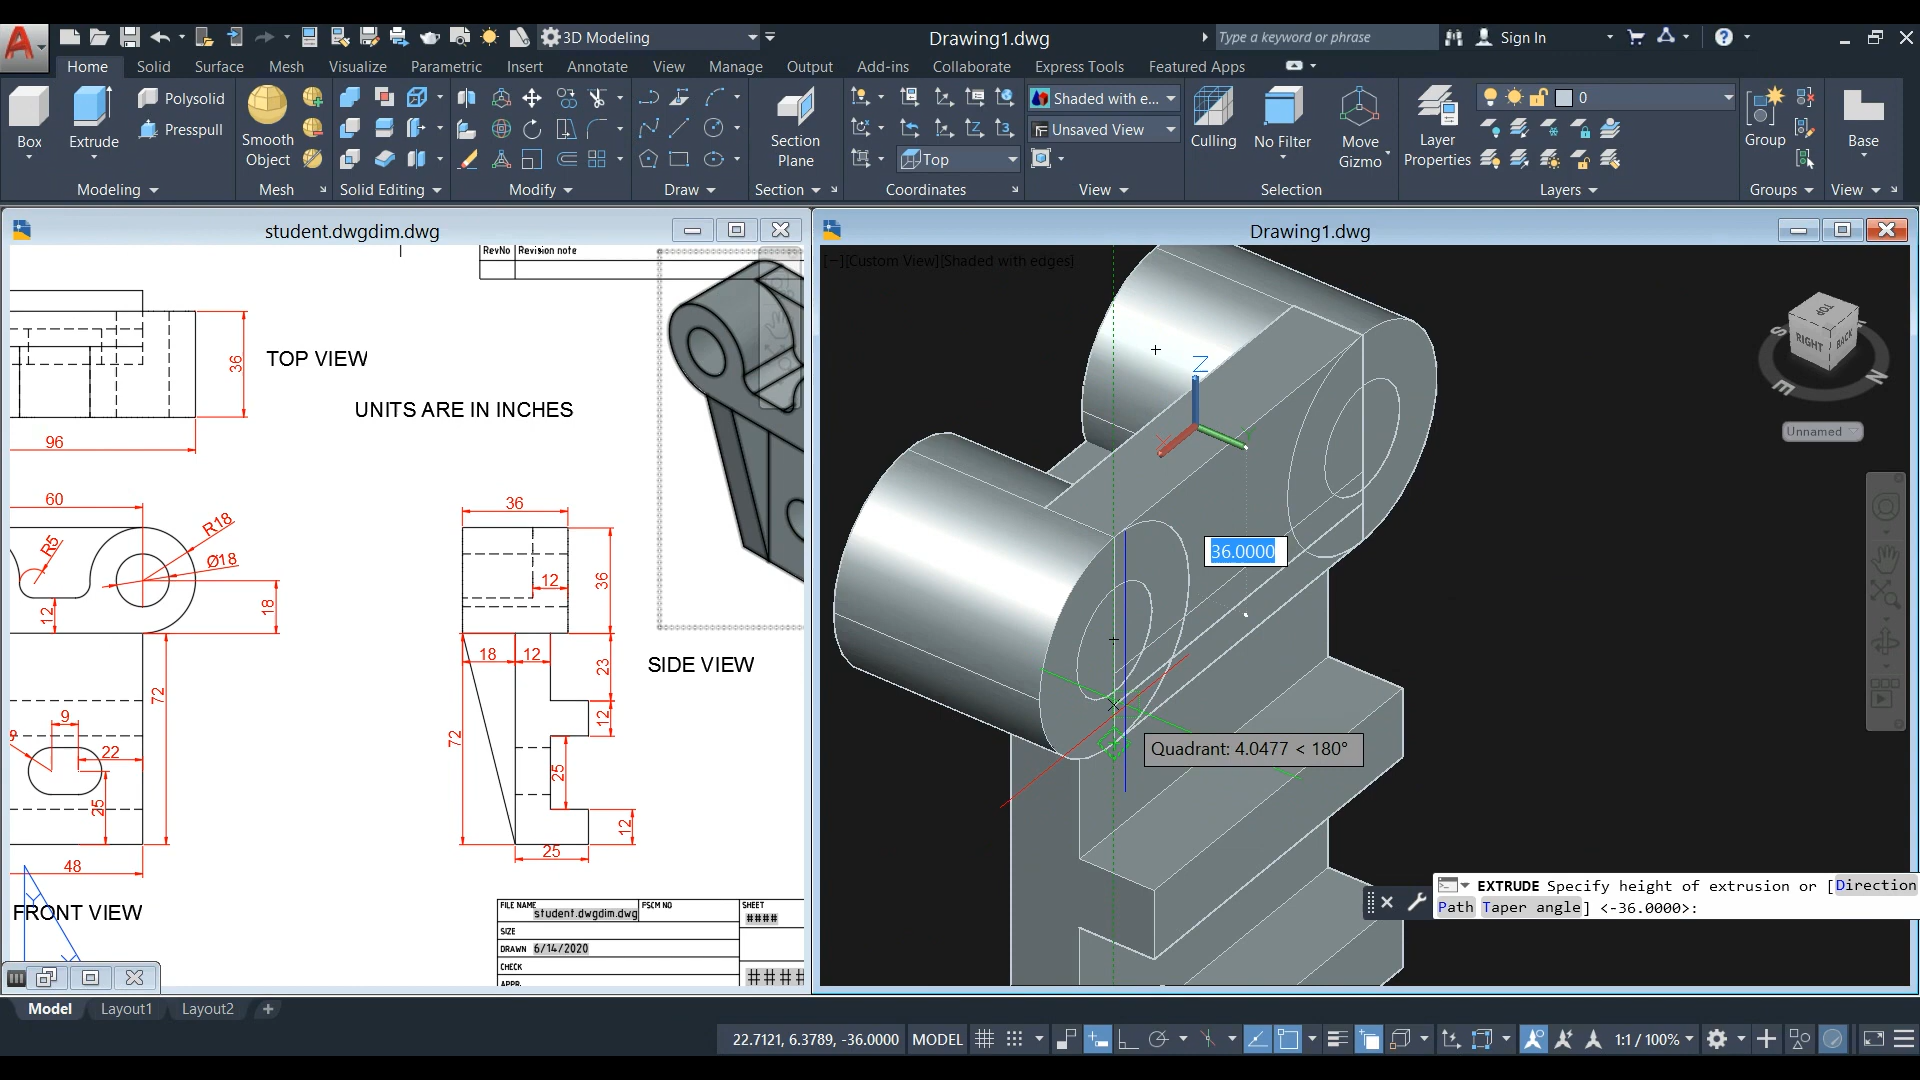 A
3D Modeling
Drawing1.dwg
Type a keyword or phrase
Sign In
Home
Solid
Surface
Mesh
Visualize
Parametric
Insert
Annotate
View
Manage
Output
Add-ins
Collaborate
Express Tools
Featured Apps
Box
Extrude
Polysolid
Presspull
Smooth
Object
Section
Plane
Shaded with e...
Unsaved View
Top
Culling
No Filter
Move
Gizmo
Layer
Properties
0
Group
Base
Modeling
Mesh
Solid Editing
Modify
Draw
Section
Coordinates
View
Selection
Layers
Groups
View
student.dwgdim.dwg
RevNo Revision note
36
TOP VIEW
UNITS ARE IN INCHES
96
60
R18
Ø18
R5
12
18
72
9
22
25
48
FRONT VIEW
36
12
36
18
12
23
12
72
25
12
25
SIDE VIEW
FILE NAME
student.dwgdim.dwg
FSCM NO
SHEET
####
SIZE
DRAWN 6/14/2020
CHECK
APPR.
####
Drawing1.dwg
[−][Custom View][Shaded with edges]
Z
X
Y
36.0000
Quadrant: 4.0477 < 180°
TOP
RIGHT
BACK
S
E
N
Unnamed
EXTRUDE Specify height of extrusion or [Direction
Path Taper angle] <-36.0000>:
Model
Layout1
Layout2
+
22.7121, 6.3789, -36.0000
MODEL
1:1 / 100%